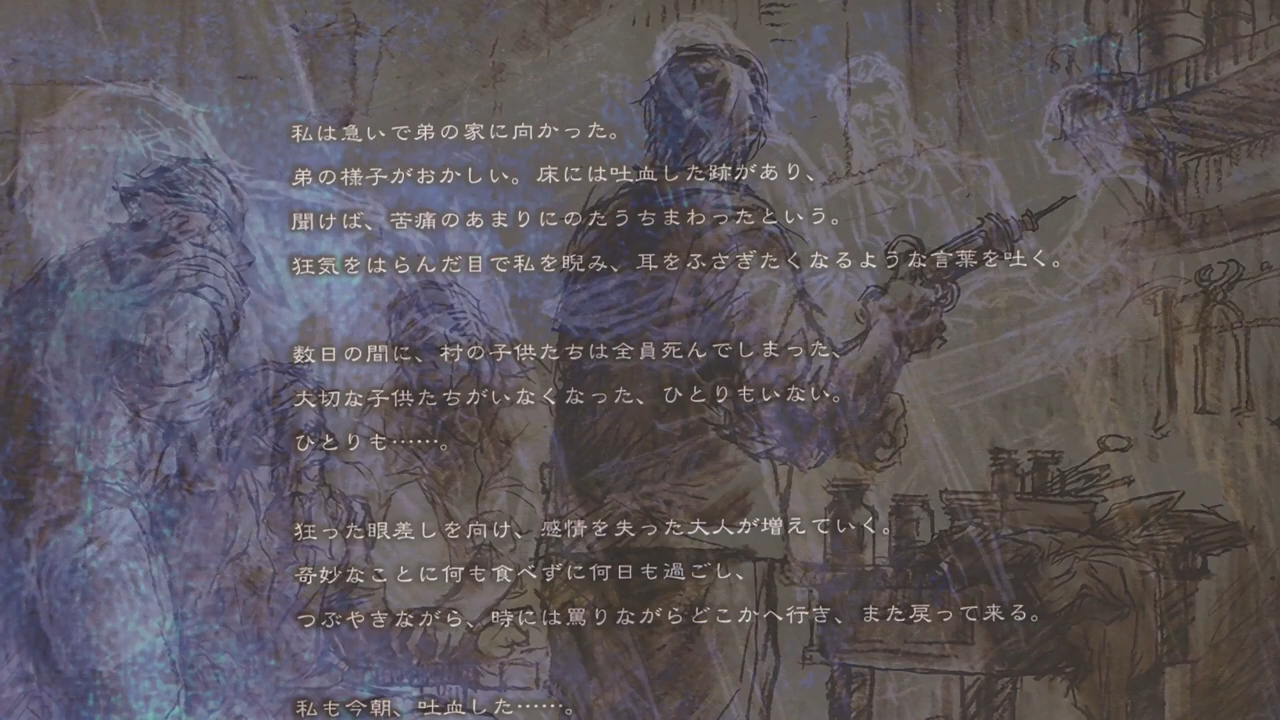 私は急いで弟の家に向かった。
弟の様子がおかしい。床には吐血した跡があり、
聞けば、苦痛のあまりにのたうちまわったという。
狂気をはらんだ目で私を睨み、耳をふさぎたくなるような言葉を吐く。
数日の間に、村の子供たちは全員死んでしまった、
大切な子供たちがいなくなった、ひとりもいない。
ひとりも……。
狂った眼差しを向け、感情を失った大人が増えていく。
奇妙なことに何も食べずに何日も過ごし、
つぶやきながら、時には罵りながらどこかへ行き、また戻って来る。
私も今朝、吐血した……。